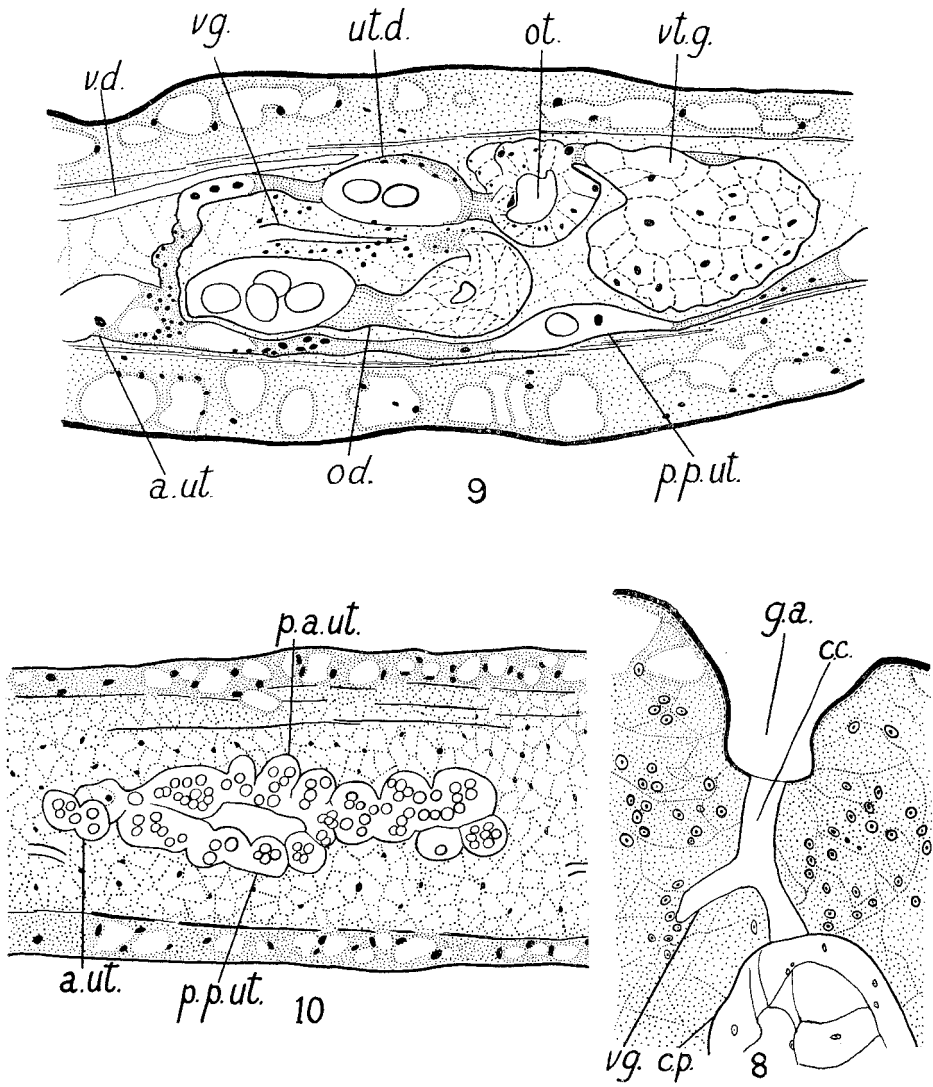 vg. ut.d. ot. vt.g.
v.d.
a.ut. od. p.p.ut.
9
p.a.ut. g.a.
c.c.
a.ut. p.p.ut. 10
vg. c.p. 8